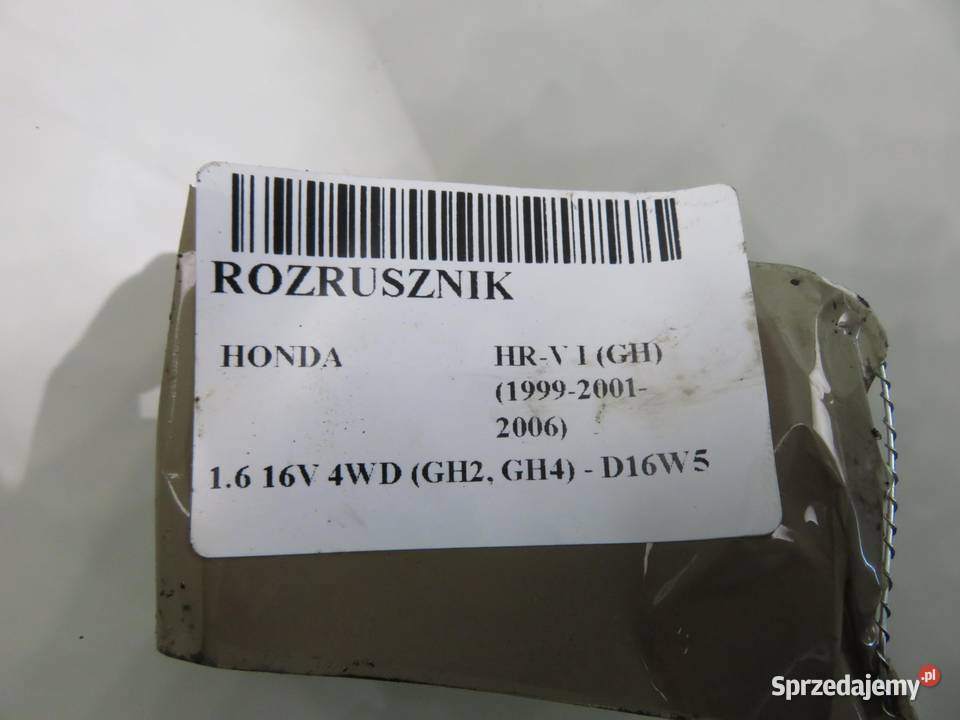 ROZRUSZNIK
HONDA
HR-V I (GH)
(1999-2001-
2006)
1.6 16V 4WD (GH2, GH4) - D16W5
Sprzedajemy.pl